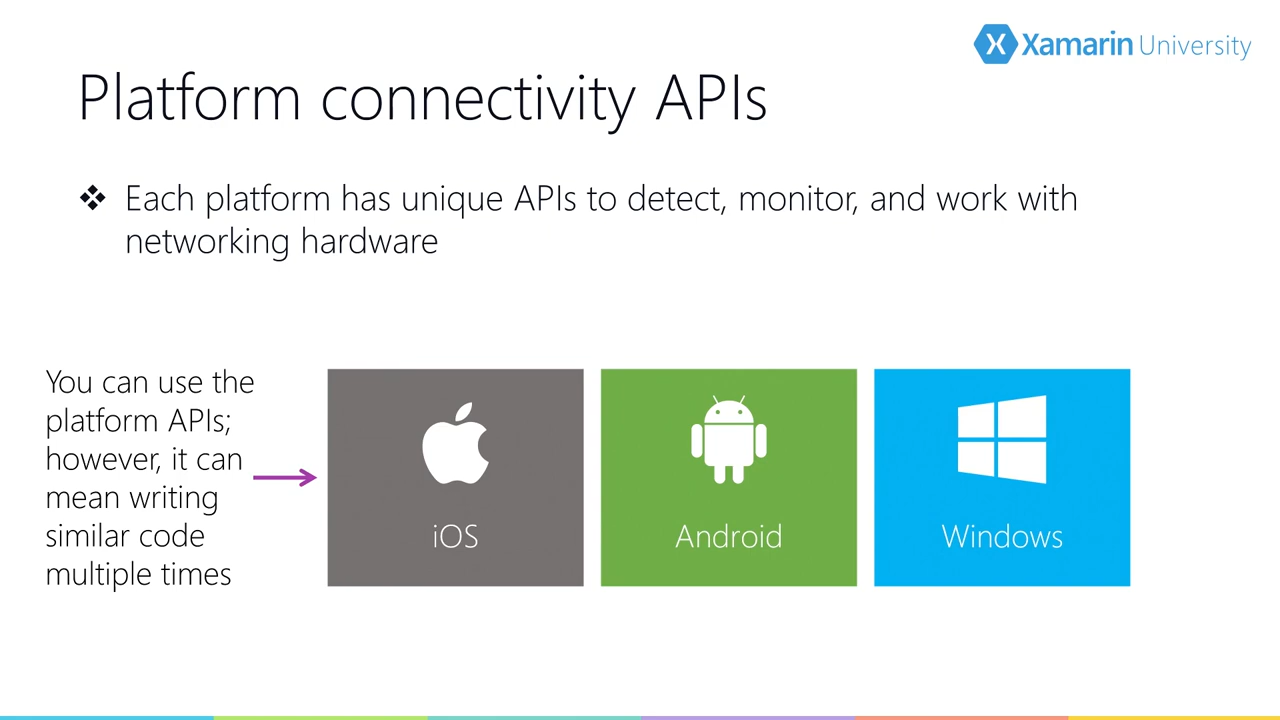 Xamarin University
Platform connectivity APIs
Each platform has unique APIs to detect, monitor, and work with
networking hardware
You can use the
platform APIs;
however, it can
mean writing
similar code
multiple times
iOS
Android
Windows